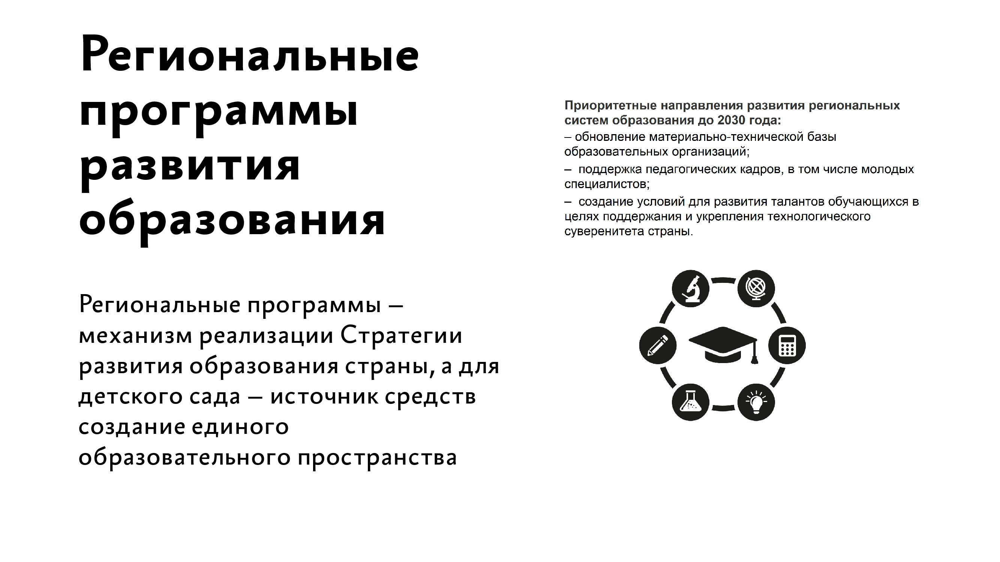 Региональные
программы
развития
образования
Региональные программы –
механизм реализации Стратегии
развития образования страны, а для
детского сада – источник средств
создание единого
образовательного пространства
Приоритетные направления развития региональных
систем образования до 2030 года:
– обновление материально-технической базы
образовательных организаций;
– поддержка педагогических кадров, в том числе молодых
специалистов;
– создание условий для развития талантов обучающихся в
целях поддержания и укрепления технологического
суверенитета страны.